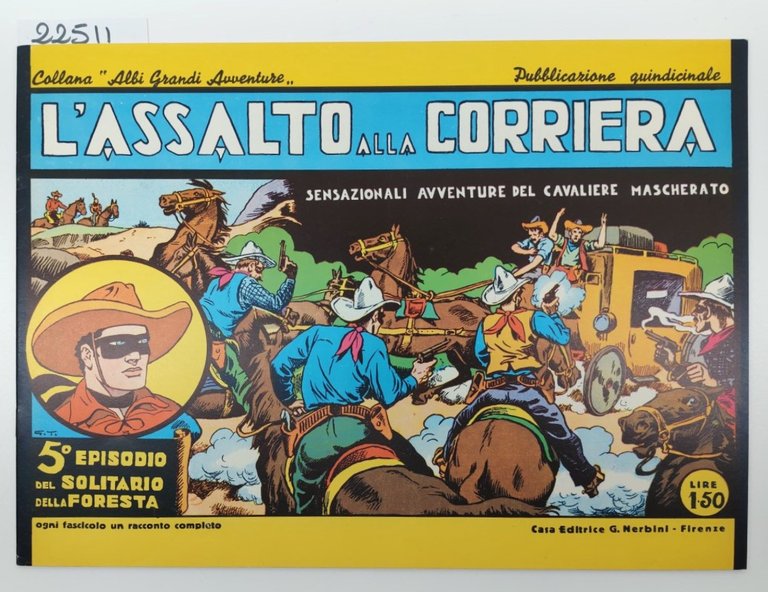 22511
Collana "Albi Grandi Avventure„
Pubblicazione quindicinale
L'ASSALTO ALLA CORRIERA
SENSAZIONALI AVVENTURE DEL CAVALIERE MASCHERATO
G.T.
5º EPISODIO
DEL SOLITARIO
DELLA FORESTA
LIRE
1.50
ogni fascicolo un racconto completo
Casa Editrice G. Nerbini - Firenze